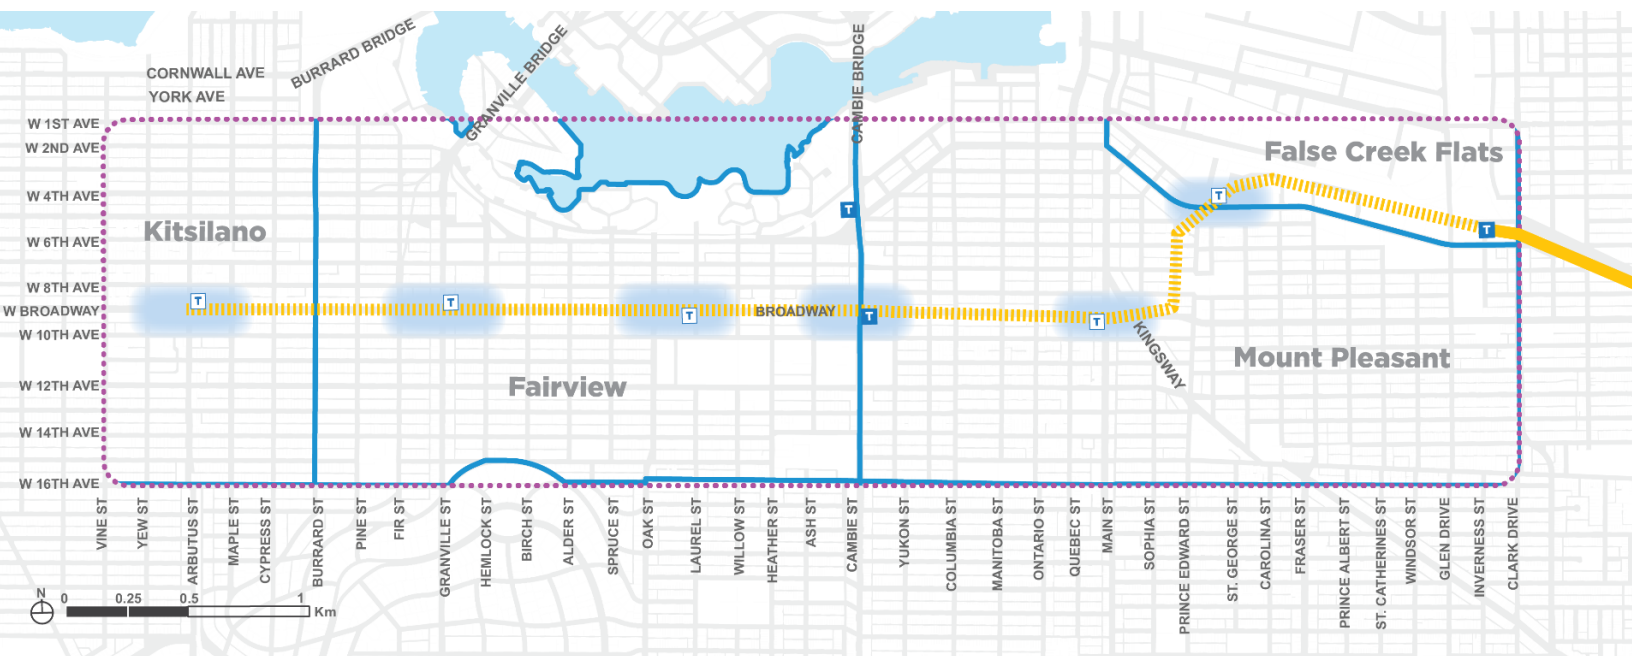 BURRARD BRIDGE
GRANVILLE BRIDGE
CAMBIE BRIDGE
CORNWALL AVE
YORK AVE
W 1ST AVE
W 2ND AVE
W 4TH AVE
W 6TH AVE
W 8TH AVE
W BROADWAY
W 10TH AVE
W 12TH AVE
W 14TH AVE
W 16TH AVE
False Creek Flats
Kitsilano
T
T
T
T
T
T
T
T
BROADWAY
KINGSWAY
Mount Pleasant
Fairview
VINE ST
YEW ST
ARBUTUS ST
MAPLE ST
CYPRESS ST
BURRARD ST
PINE ST
FIR ST
GRANVILLE ST
HEMLOCK ST
BIRCH ST
ALDER ST
SPRUCE ST
OAK ST
LAUREL ST
WILLOW ST
HEATHER ST
ASH ST
CAMBIE ST
YUKON ST
COLUMBIA ST
MANITOBA ST
ONTARIO ST
QUEBEC ST
MAIN ST
SOPHIA ST
PRINCE EDWARD ST
ST. GEORGE ST
CAROLINA ST
FRASER ST
PRINCE ALBERT ST
ST. CATHERINES ST
WINDSOR ST
GLEN DRIVE
INVERNESS ST
CLARK DRIVE
N
0 0.25 0.5 1
Km